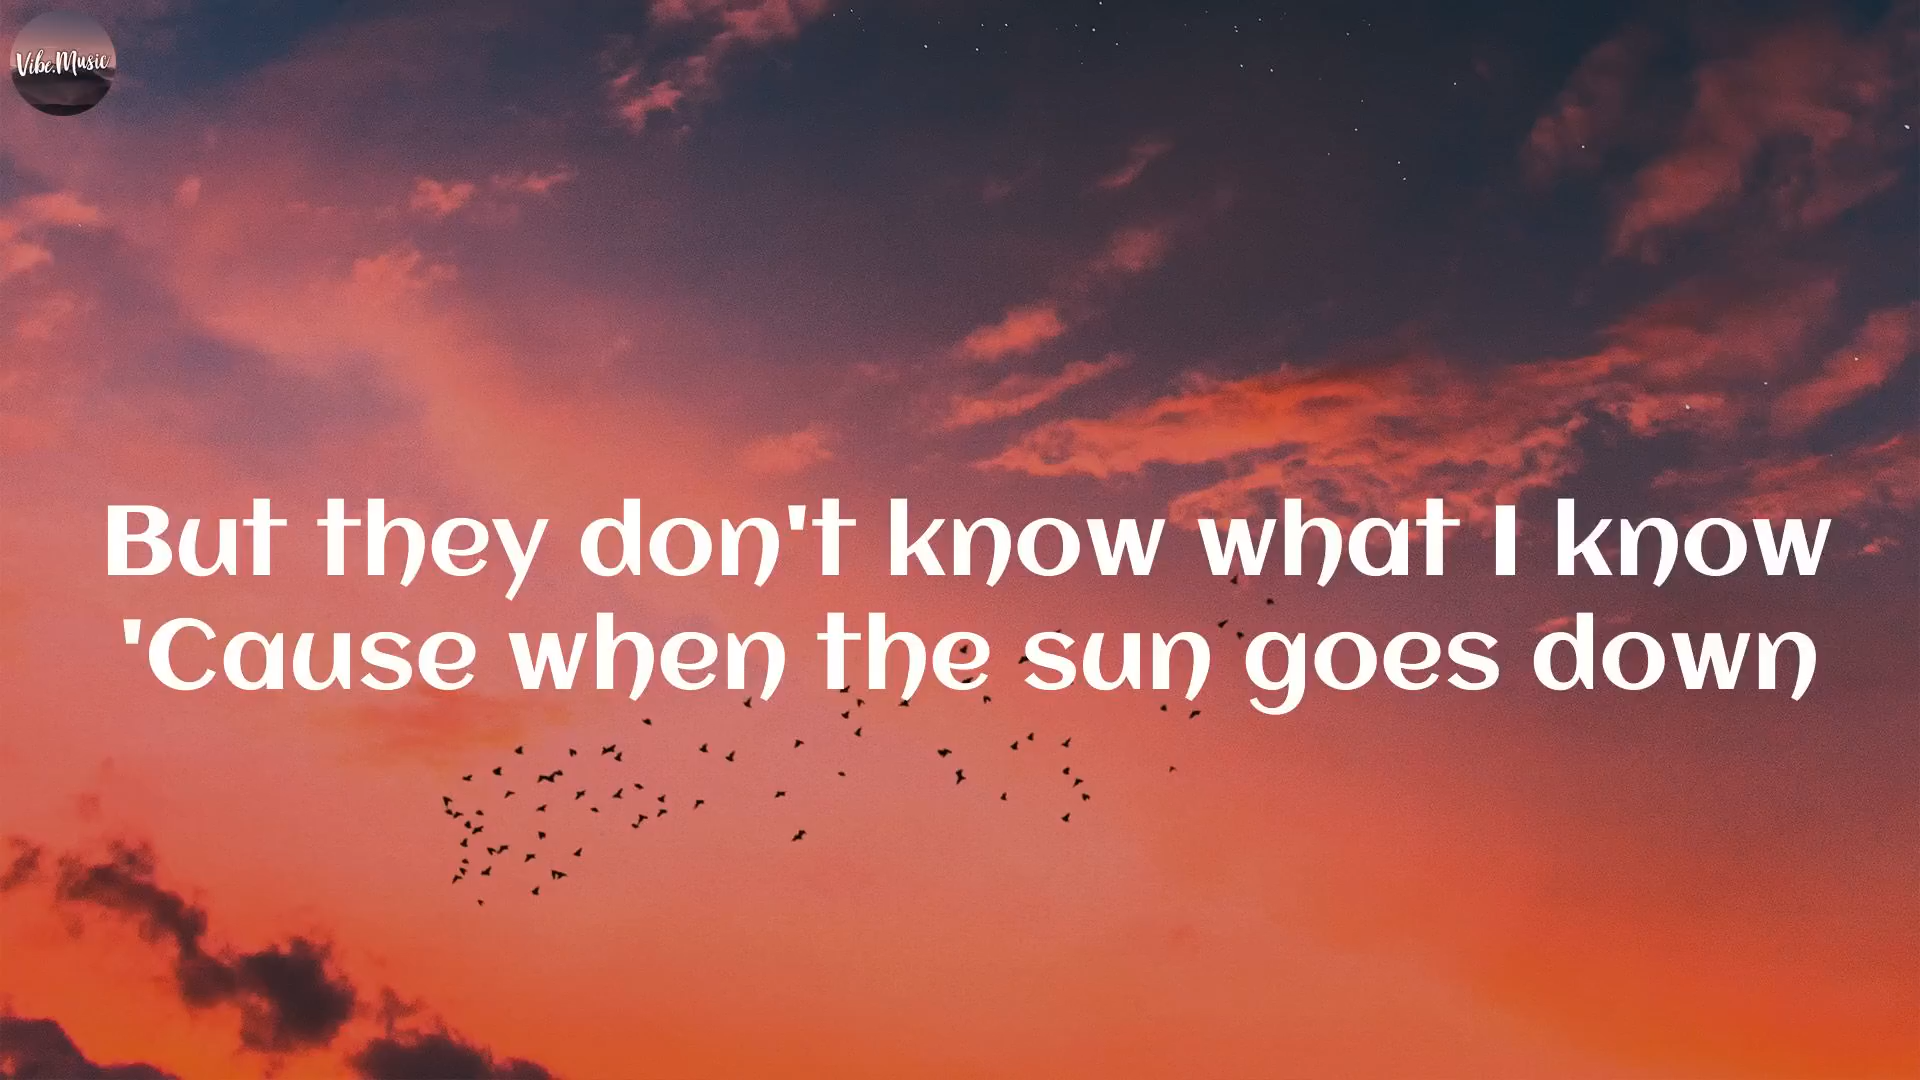 Vibe.Music
But they don't know what I know
'Cause when the sun goes down